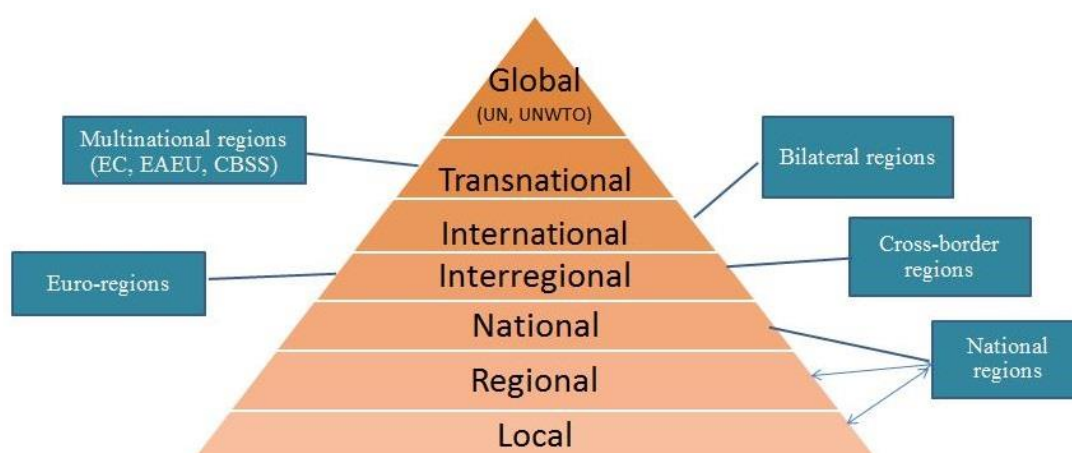 Global
(UN, UNWTO)
Multinational regions
(EC, EAEU, CBSS)
Bilateral regions
Transnational
International
Cross-border
regions
Interregional
Euro-regions
National
National
regions
Regional
Local